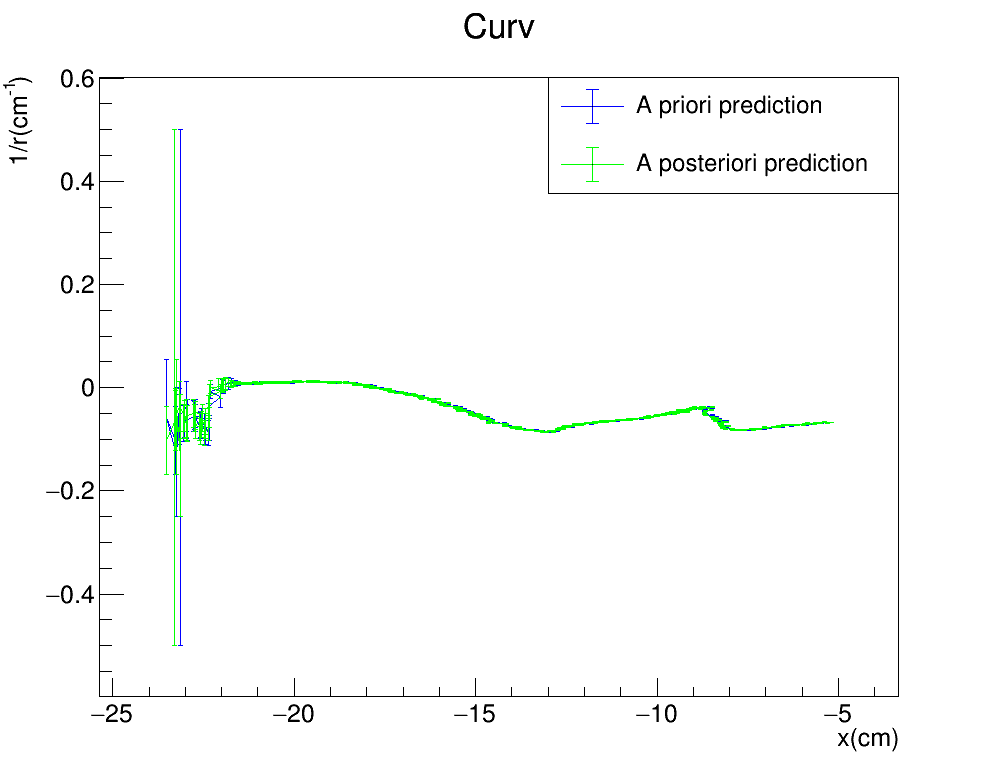 Curv
1/r(cm-1)
A priori prediction
A posteriori prediction
0.6
0.4
0.2
0
−0.2
−0.4
−25 −20 −15 −10 −5
x(cm)